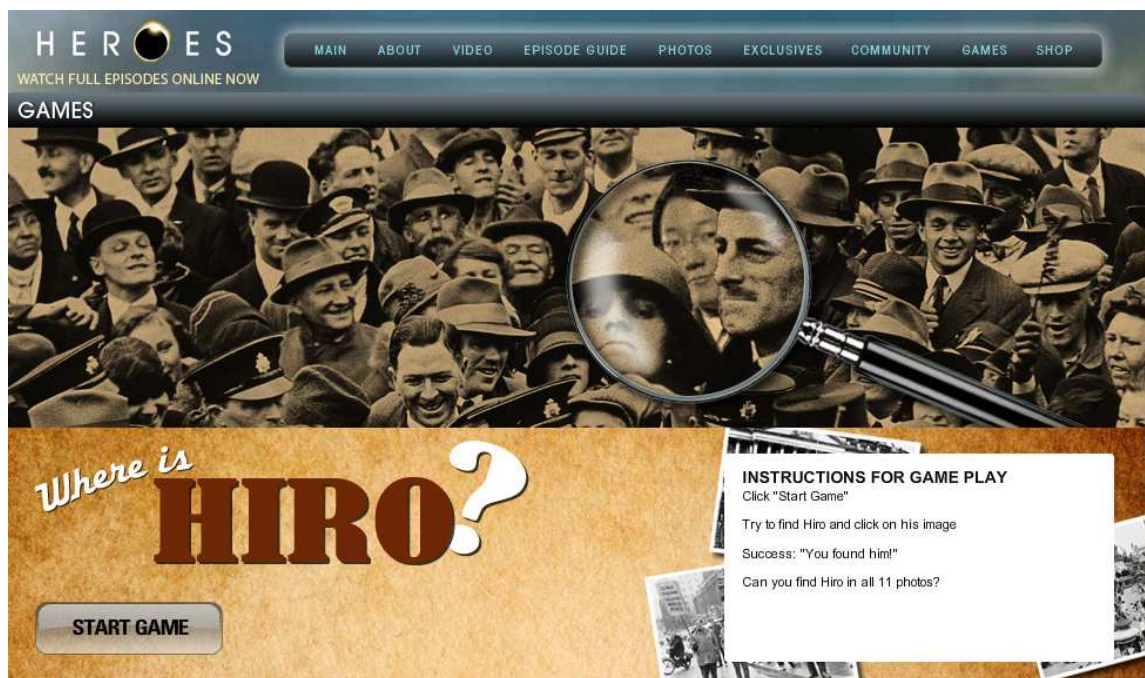 HEROES
MAIN ABOUT VIDEO EPISODE GUIDE PHOTOS EXCLUSIVES COMMUNITY GAMES SHOP
WATCH FULL EPISODES ONLINE NOW
GAMES
Where is
HIRO?
START GAME
INSTRUCTIONS FOR GAME PLAY
Click "Start Game"
Try to find Hiro and click on his image
Success: "You found him!"
Can you find Hiro in all 11 photos?